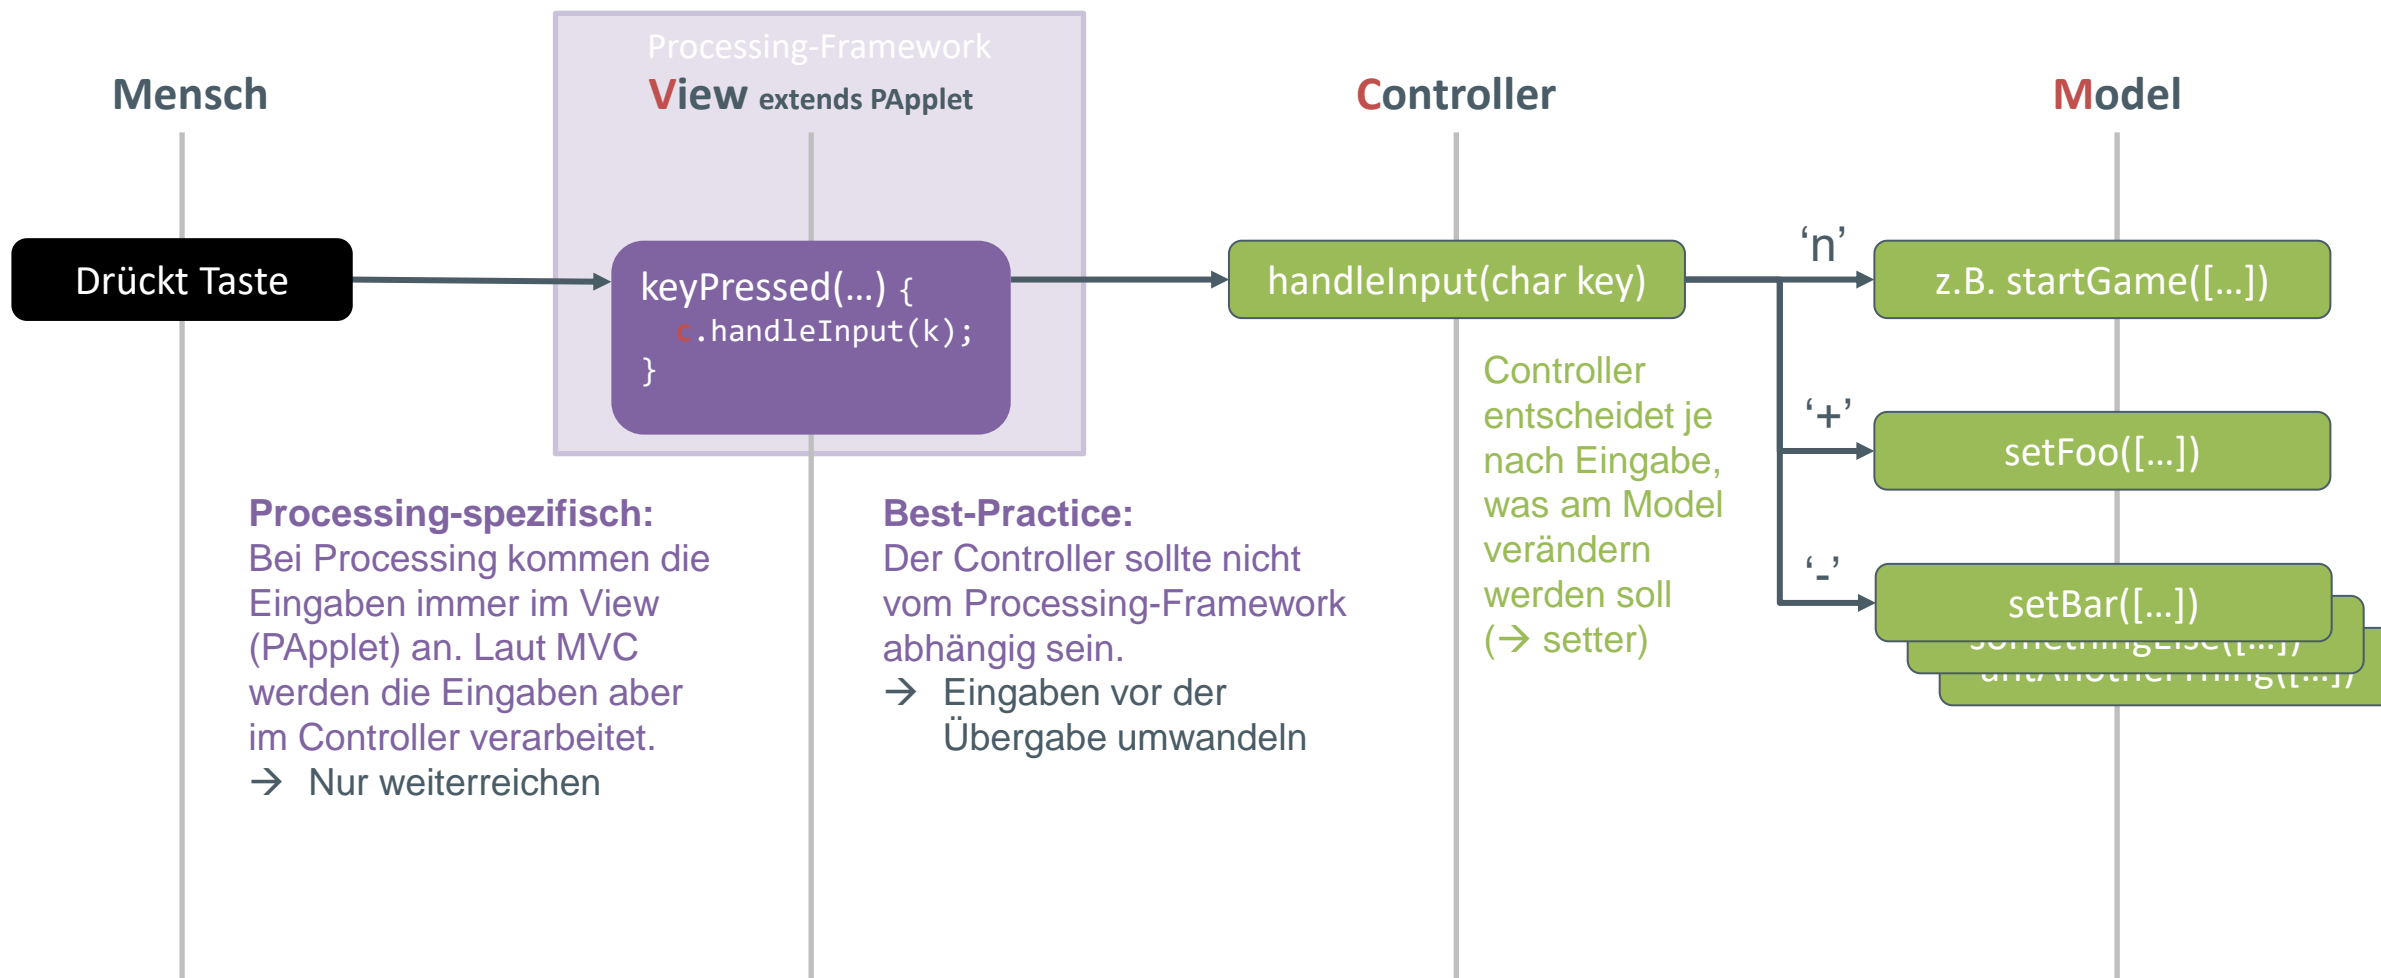 Processing-Framework
Mensch
View extends PApplet
Controller
Model
Drückt Taste
keyPressed(...) {
c.handleInput(k);
}
handleInput(char key)
‘n’
z.B. startGame([...])
‘+’
setFoo([...])
‘-’
setBar([...])
somethingElse([...])
Controller
entscheidet je
nach Eingabe,
was am Model
verändern
werden soll
(→ setter)
Processing-spezifisch:
Bei Processing kommen die
Eingaben immer im View
(PApplet) an. Laut MVC
werden die Eingaben aber
im Controller verarbeitet.
→ Nur weiterreichen
Best-Practice:
Der Controller sollte nicht
vom Processing-Framework
abhängig sein.
→ Eingaben vor der
Übergabe umwandeln